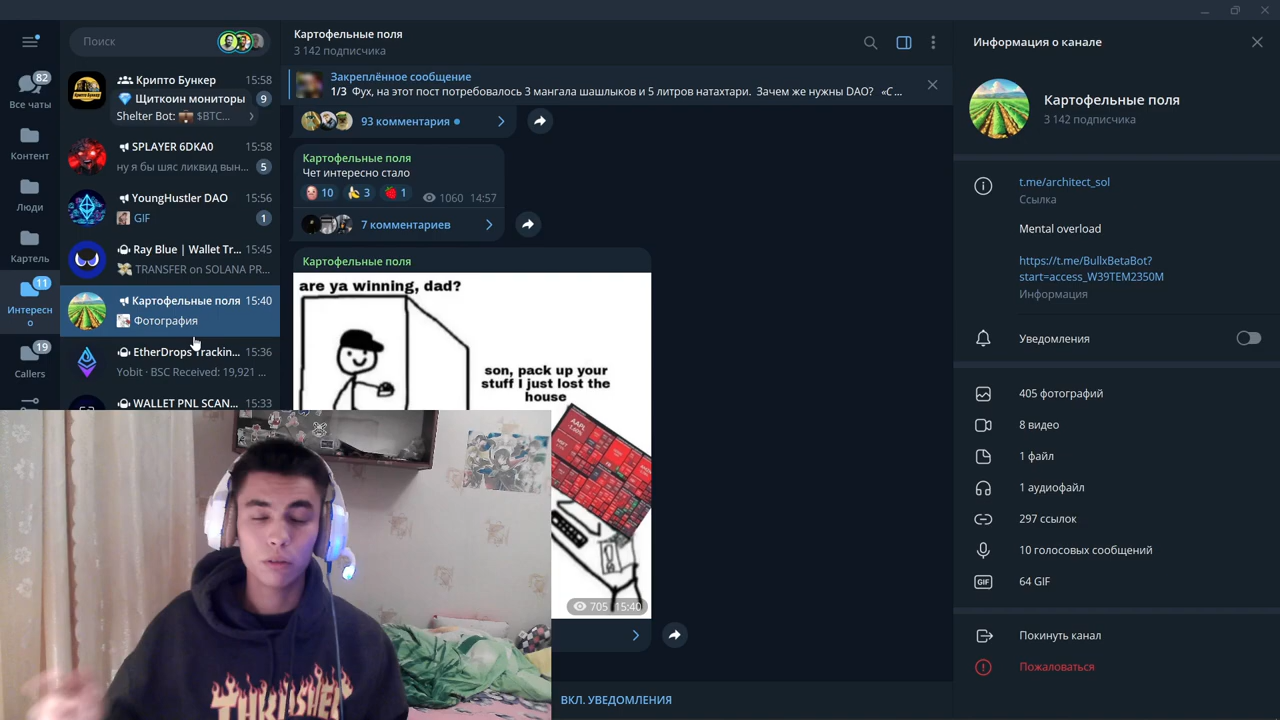 Поиск
82
Все чаты
Контент
Люди
Картель
11
Интересн
о
19
Callers
Крипто Бункер
15:58
Щиткоин мониторы
9
Shelter Bot: 💼 $BTC...
SPLAYER 6DKA0
15:58
ну я бы шяс ликвид вын...
5
YoungHustler DAO
15:56
GIF
1
Ray Blue | Wallet Tr...
15:45
TRANSFER on SOLANA PR...
Картофельные поля
15:40
Фотография
EtherDrops Trackin...
15:36
Yobit · BSC Received: 19,921 ...
WALLET PNL SCAN...
15:33
Картофельные поля
3 142 подписчика
Закреплённое сообщение
1/3 Фух, на этот пост потребовалось 3 мангала шашлыков и 5 литров натахтари. Зачем же нужны DAO? «С...
93 комментария
Картофельные поля
Чет интересно стало
10
3
1
1060 14:57
7 комментариев
Картофельные поля
are ya winning, dad?
son, pack up your
stuff I just lost the
house
AAPL
705 15:40
ВКЛ. УВЕДОМЛЕНИЯ
Информация о канале
Картофельные поля
3 142 подписчика
t.me/architect_sol
Ссылка
Mental overload
https://t.me/BullxBetaBot?
start=access_W39TEM2350M
Информация
Уведомления
405 фотографий
8 видео
1 файл
1 аудиофайл
297 ссылок
10 голосовых сообщений
GIF
64 GIF
Покинуть канал
Пожаловаться
THRASHER